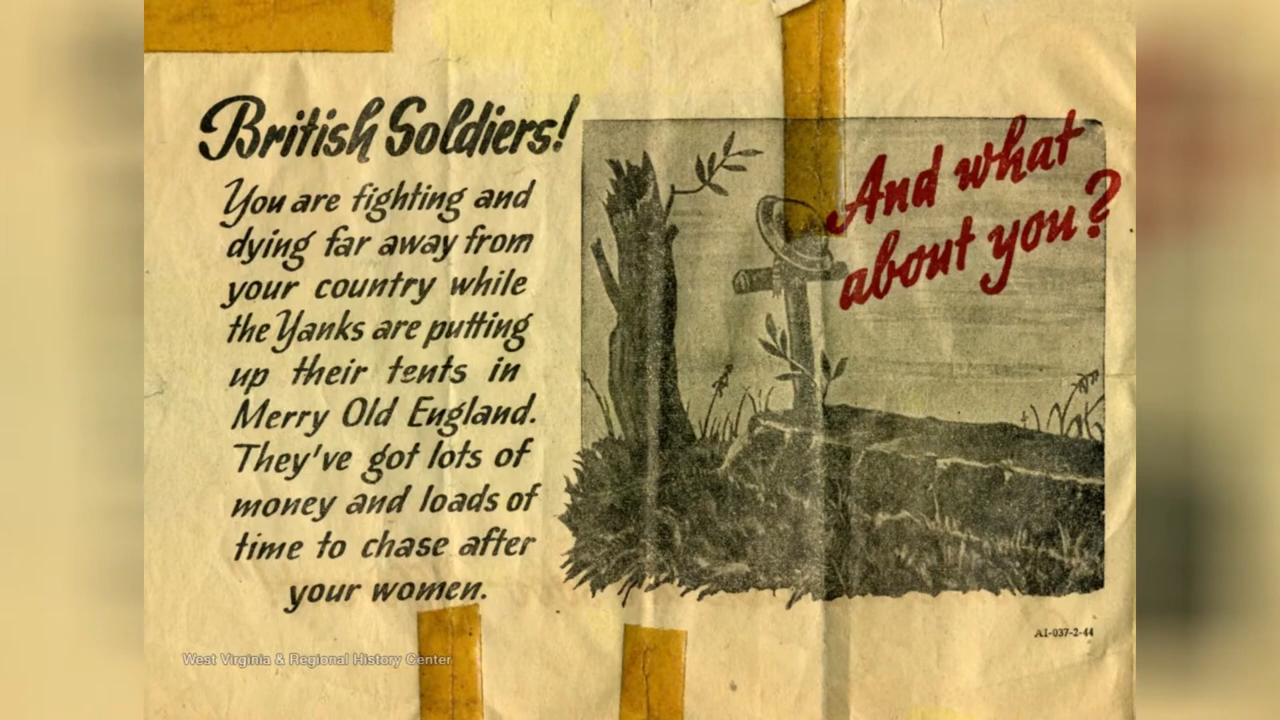 British Soldiers!
You are fighting and
dying far away from
your country while
the Yanks are putting
up their tents in
Merry Old England.
They've got lots of
money and loads of
time to chase after
your women.
And what
about you?
AI-037-2-44
West Virginia & Regional History Center